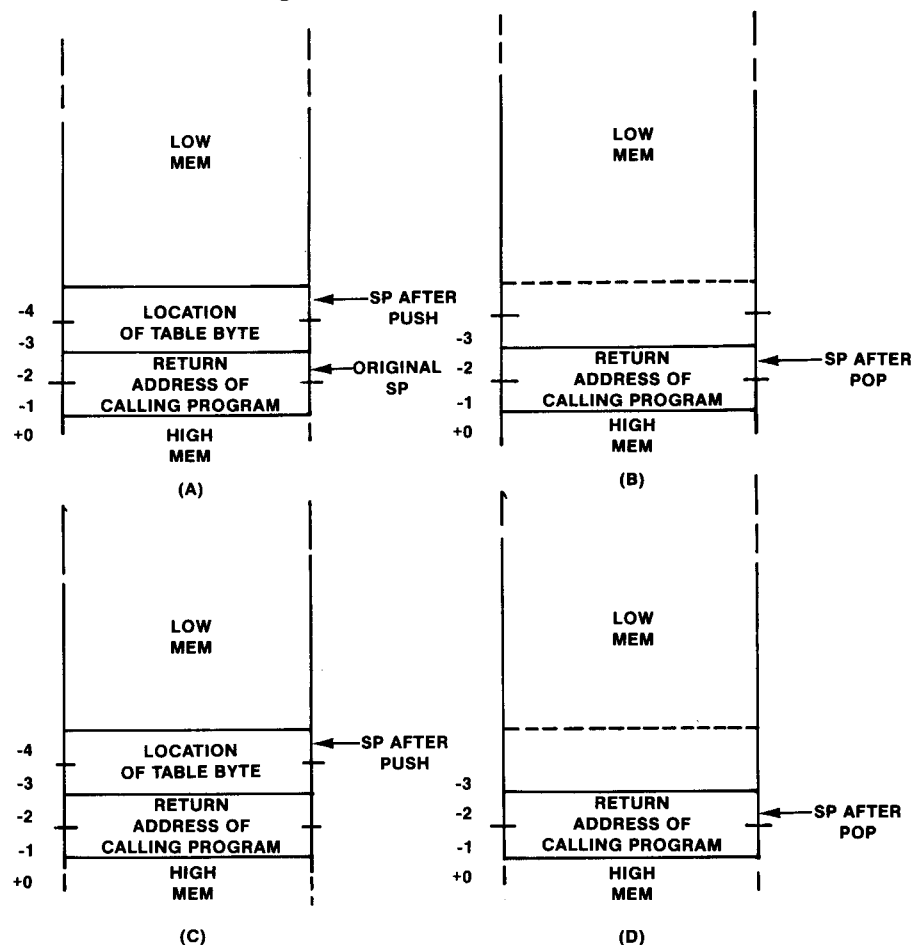 LOW
MEM
-4
-3
-2
-1
+0
LOCATION
OF TABLE BYTE
RETURN
ADDRESS OF
CALLING PROGRAM
HIGH
MEM
SP AFTER
PUSH
ORIGINAL
SP
(A)
LOW
MEM
-3
-2
-1
+0
RETURN
ADDRESS OF
CALLING PROGRAM
HIGH
MEM
SP AFTER
POP
(B)
LOW
MEM
-4
-3
-2
-1
+0
LOCATION
OF TABLE BYTE
RETURN
ADDRESS OF
CALLING PROGRAM
HIGH
MEM
SP AFTER
PUSH
(C)
LOW
MEM
-3
-2
-1
+0
RETURN
ADDRESS OF
CALLING PROGRAM
HIGH
MEM
SP AFTER
POP
(D)